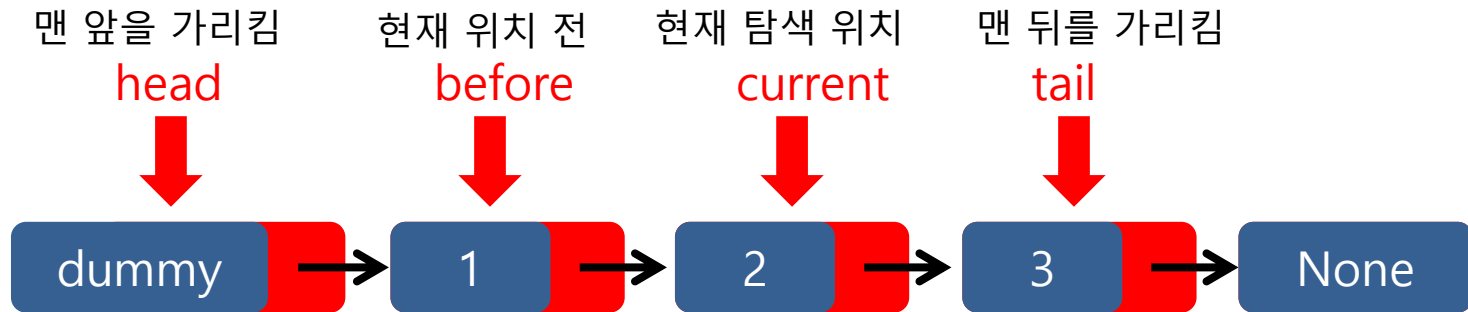 맨 앞을 가리킴
현재 위치 전
현재 탐색 위치
맨 뒤를 가리킴
head
before
current
tail
dummy
1
2
3
None